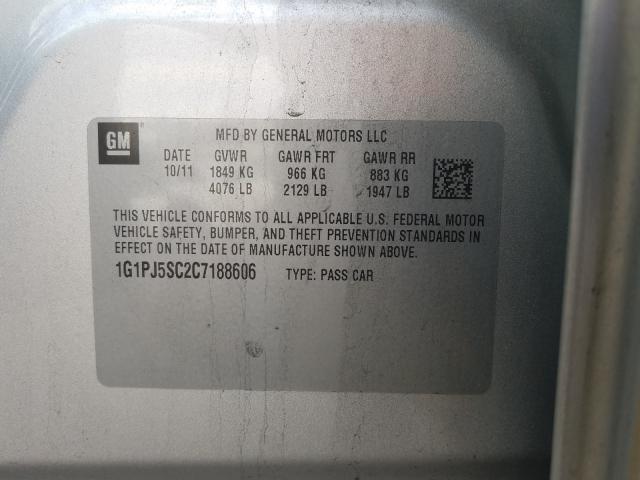 GM
MFD BY GENERAL MOTORS LLC
DATE GVWR GAWR FRT GAWR RR
10/11 1849 KG 966 KG 883 KG
4076 LB 2129 LB 1947 LB
THIS VEHICLE CONFORMS TO ALL APPLICABLE U.S. FEDERAL MOTOR
VEHICLE SAFETY, BUMPER, AND THEFT PREVENTION STANDARDS IN
EFFECT ON THE DATE OF MANUFACTURE SHOWN ABOVE.
1G1PJ5SC2C7188606 TYPE: PASS CAR